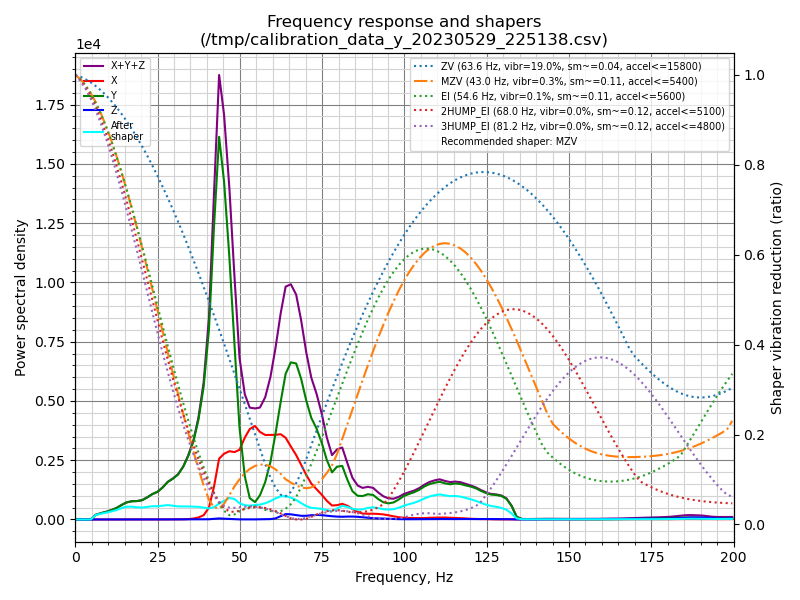 Frequency response and shapers
(/tmp/calibration_data_y_20230529_225138.csv)
1e4
X+Y+Z
X
Y
Z
After
shaper
ZV (63.6 Hz, vibr=19.0%, sm~=0.04, accel<=15800)
MZV (43.0 Hz, vibr=0.3%, sm~=0.11, accel<=5400)
EI (54.6 Hz, vibr=0.1%, sm~=0.11, accel<=5600)
2HUMP_EI (68.0 Hz, vibr=0.0%, sm~=0.12, accel<=5100)
3HUMP_EI (81.2 Hz, vibr=0.0%, sm~=0.12, accel<=4800)
Recommended shaper: MZV
1.75
1.50
1.25
1.00
0.75
0.50
0.25
0.00
Power spectral density
1.0
0.8
0.6
0.4
0.2
0.0
Shaper vibration reduction (ratio)
0 25 50 75 100 125 150 175 200
Frequency, Hz